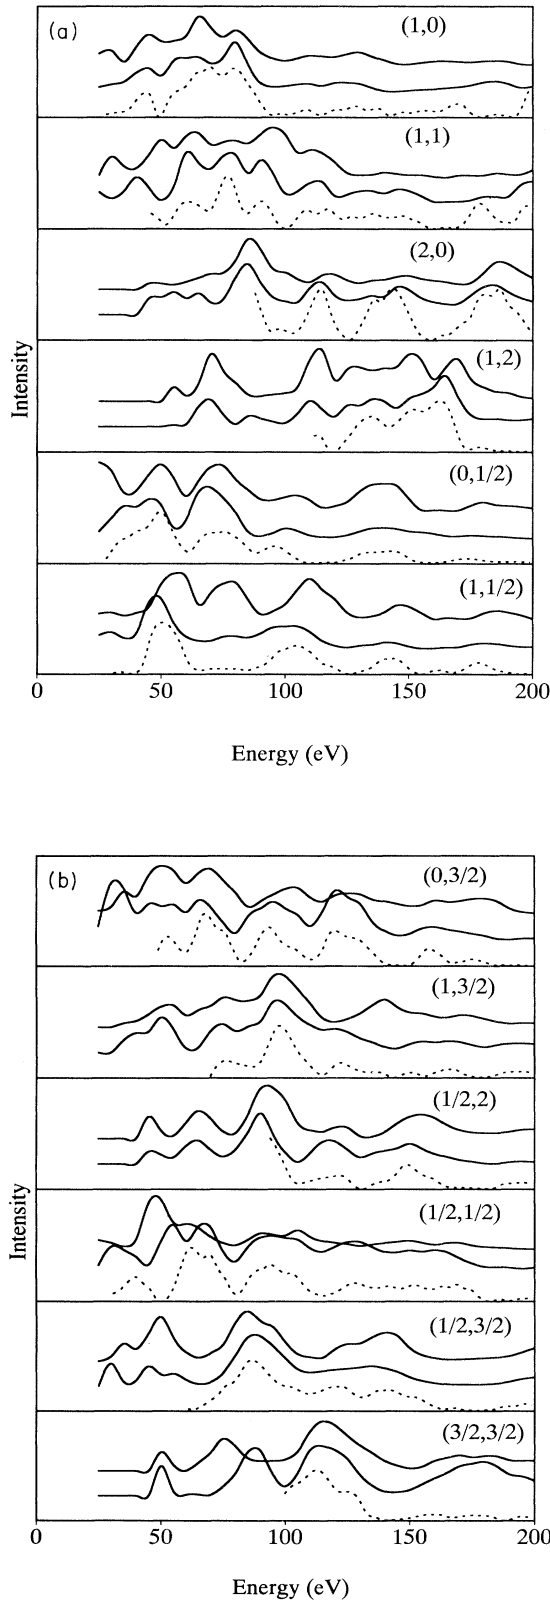 (a)
(1,0)
(1,1)
(2,0)
(1,2)
(0,1/2)
(1,1/2)
Intensity
0 50 100 150 200
Energy (eV)
(b)
(0,3/2)
(1,3/2)
(1/2,2)
(1/2,1/2)
(1/2,3/2)
(3/2,3/2)
Intensity
0 50 100 150 200
Energy (eV)